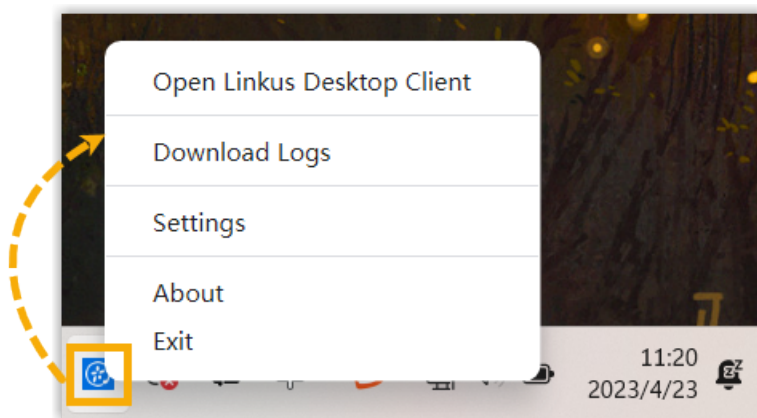 Open Linkus Desktop Client
Download Logs
Settings
About
Exit
11:20
2023/4/23